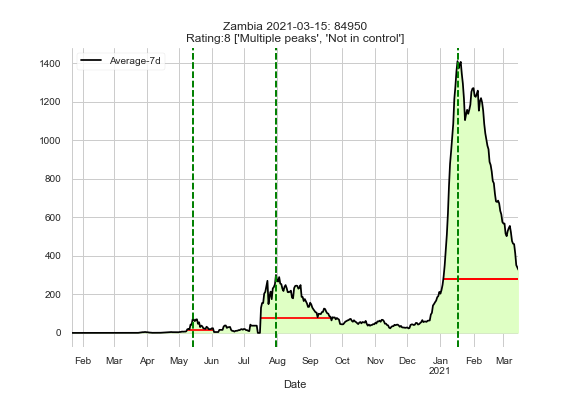 Zambia 2021-03-15: 84950
Rating:8 ['Multiple peaks', 'Not in control']
Average-7d
1400
1200
1000
800
600
400
200
0
Feb Mar Apr May Jun Jul Aug Sep Oct Nov Dec Jan Feb Mar
2021
Date